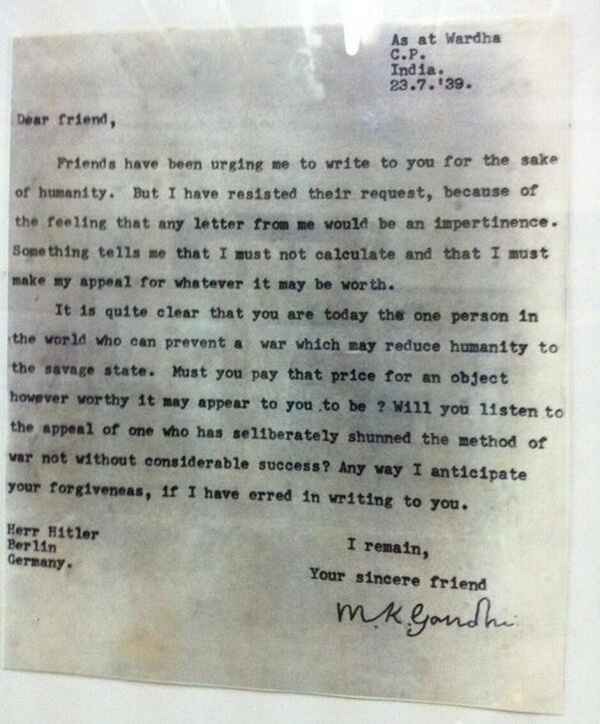 As at Wardha
C.P.
India.
23.7.'39.
Dear friend,
Friends have been urging me to write to you for the sake
of humanity. But I have resisted their request, because of
the feeling that any letter from me would be an impertinence.
Something tells me that I must not calculate and that I must
make my appeal for whatever it may be worth.
It is quite clear that you are today the one person in
the world who can prevent a war which may reduce humanity to
the savage state. Must you pay that price for an object
however worthy it may appear to you to be ? Will you listen to
the appeal of one who has seliberately shunned the method of
war not without considerable success? Any way I anticipate
your forgiveneas, if I have erred in writing to you.
Herr Hitler
Berlin
Germany.
I remain,
Your sincere friend
M.K.Gandhi